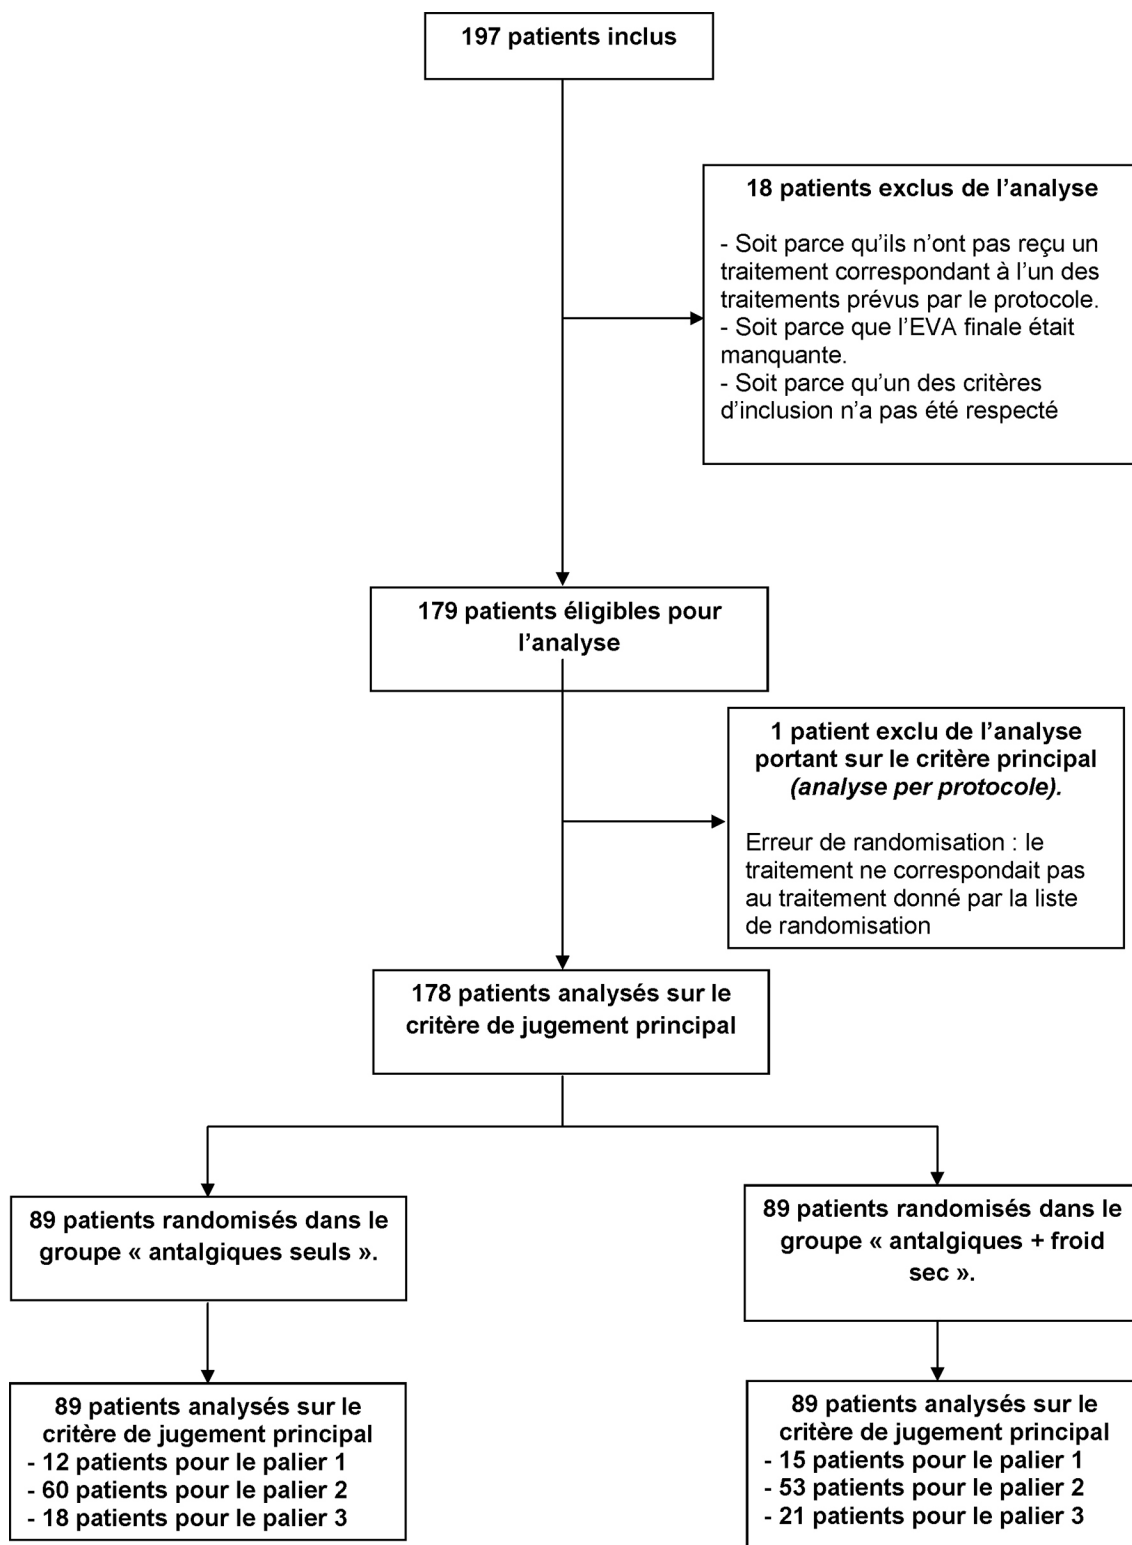 197 patients inclus
18 patients exclus de l’analyse
- Soit parce qu’ils n’ont pas reçu un
traitement correspondant à l’un des
traitements prévus par le protocole.
- Soit parce que l’EVA finale était
manquante.
- Soit parce qu’un des critères
d’inclusion n’a pas été respecté
179 patients éligibles pour
l’analyse
1 patient exclu de l’analyse
portant sur le critère principal
(analyse per protocole).
Erreur de randomisation : le
traitement ne correspondait pas
au traitement donné par la liste
de randomisation
178 patients analysés sur le
critère de jugement principal
89 patients randomisés dans le
groupe « antalgiques seuls ».
89 patients randomisés dans le
groupe « antalgiques + froid
sec ».
89 patients analysés sur le
critère de jugement principal
- 12 patients pour le palier 1
- 60 patients pour le palier 2
- 18 patients pour le palier 3
89 patients analysés sur le
critère de jugement principal
- 15 patients pour le palier 1
- 53 patients pour le palier 2
- 21 patients pour le palier 3